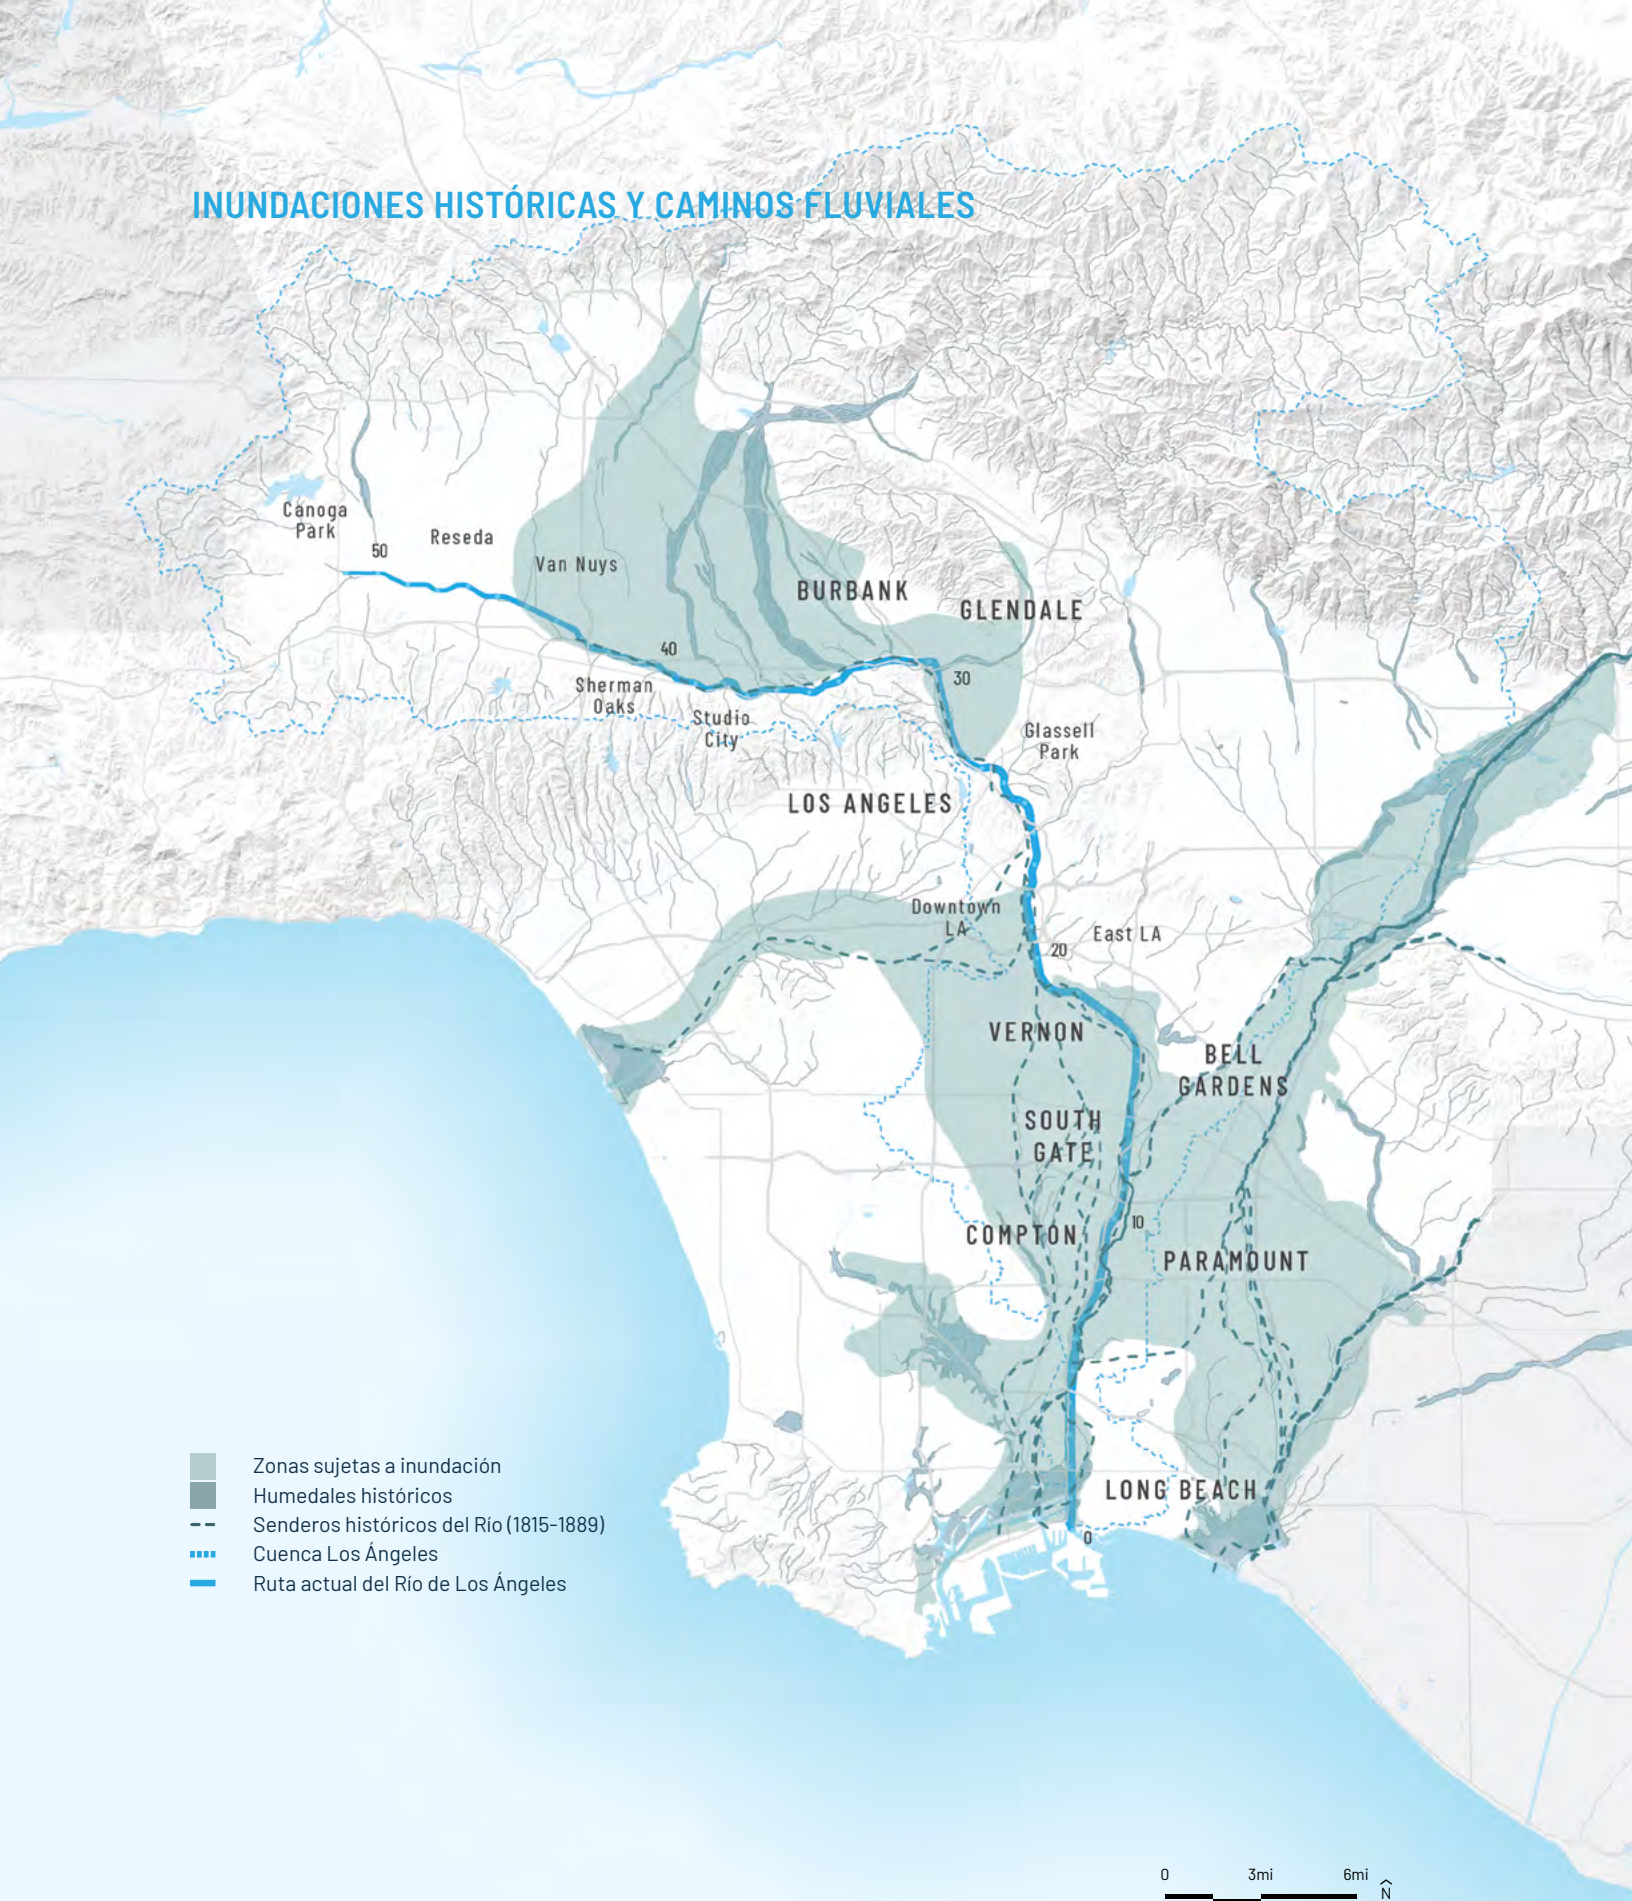 INUNDACIONES HISTÓRICAS Y CAMINOS FLUVIALES
Canoga
Park
50
Reseda
Van Nuys
BURBANK
GLENDALE
40
30
Sherman
Oaks
Studio
City
Glassell
Park
LOS ANGELES
Downtown
LA
East LA
20
VERNON
BELL
GARDENS
SOUTH
GATE
10
COMPTON
PARAMOUNT
LONG BEACH
0
Zonas sujetas a inundación
Humedales históricos
Senderos históricos del Río (1815-1889)
Cuenca Los Ángeles
Ruta actual del Río de Los Ángeles
0 3mi 6mi
N